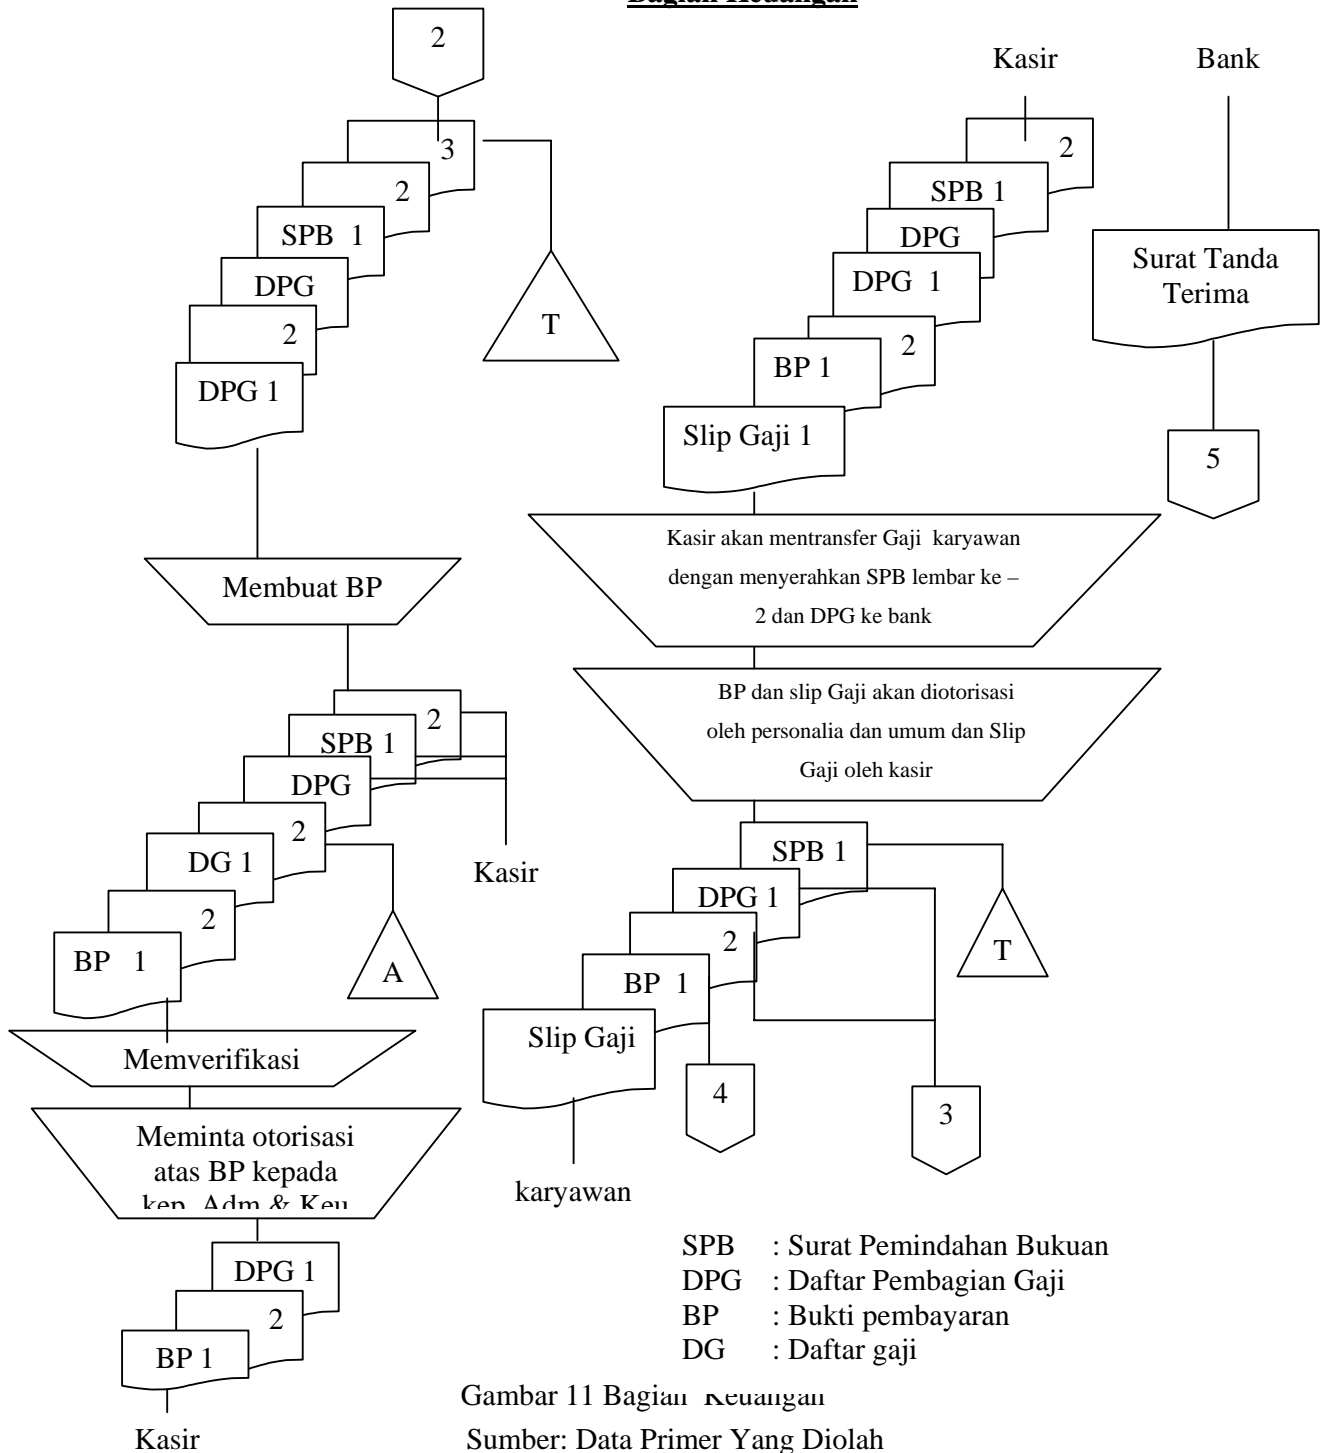 Bagian Keuangan
2
3
2
SPB 1
DPG
2
DPG 1
T
Membuat BP
2
SPB 1
DPG
2
DG 1
2
BP 1
Kasir
A
Memverifikasi
Meminta otorisasi
atas BP kepada
kep. Adm & Keu
DPG 1
2
BP 1
Kasir
Kasir
2
SPB 1
DPG
DPG 1
2
BP 1
Slip Gaji 1
Bank
Surat Tanda
Terima
5
Kasir akan mentransfer Gaji karyawan
dengan menyerahkan SPB lembar ke –
2 dan DPG ke bank
BP dan slip Gaji akan diotorisasi
oleh personalia dan umum dan Slip
Gaji oleh kasir
SPB 1
DPG 1
2
BP 1
Slip Gaji
T
4
3
karyawan
SPB : Surat Pemindahan Bukuan
DPG : Daftar Pembagian Gaji
BP : Bukti pembayaran
DG : Daftar gaji
Gambar 11 Bagian Keuangan
Sumber: Data Primer Yang Diolah